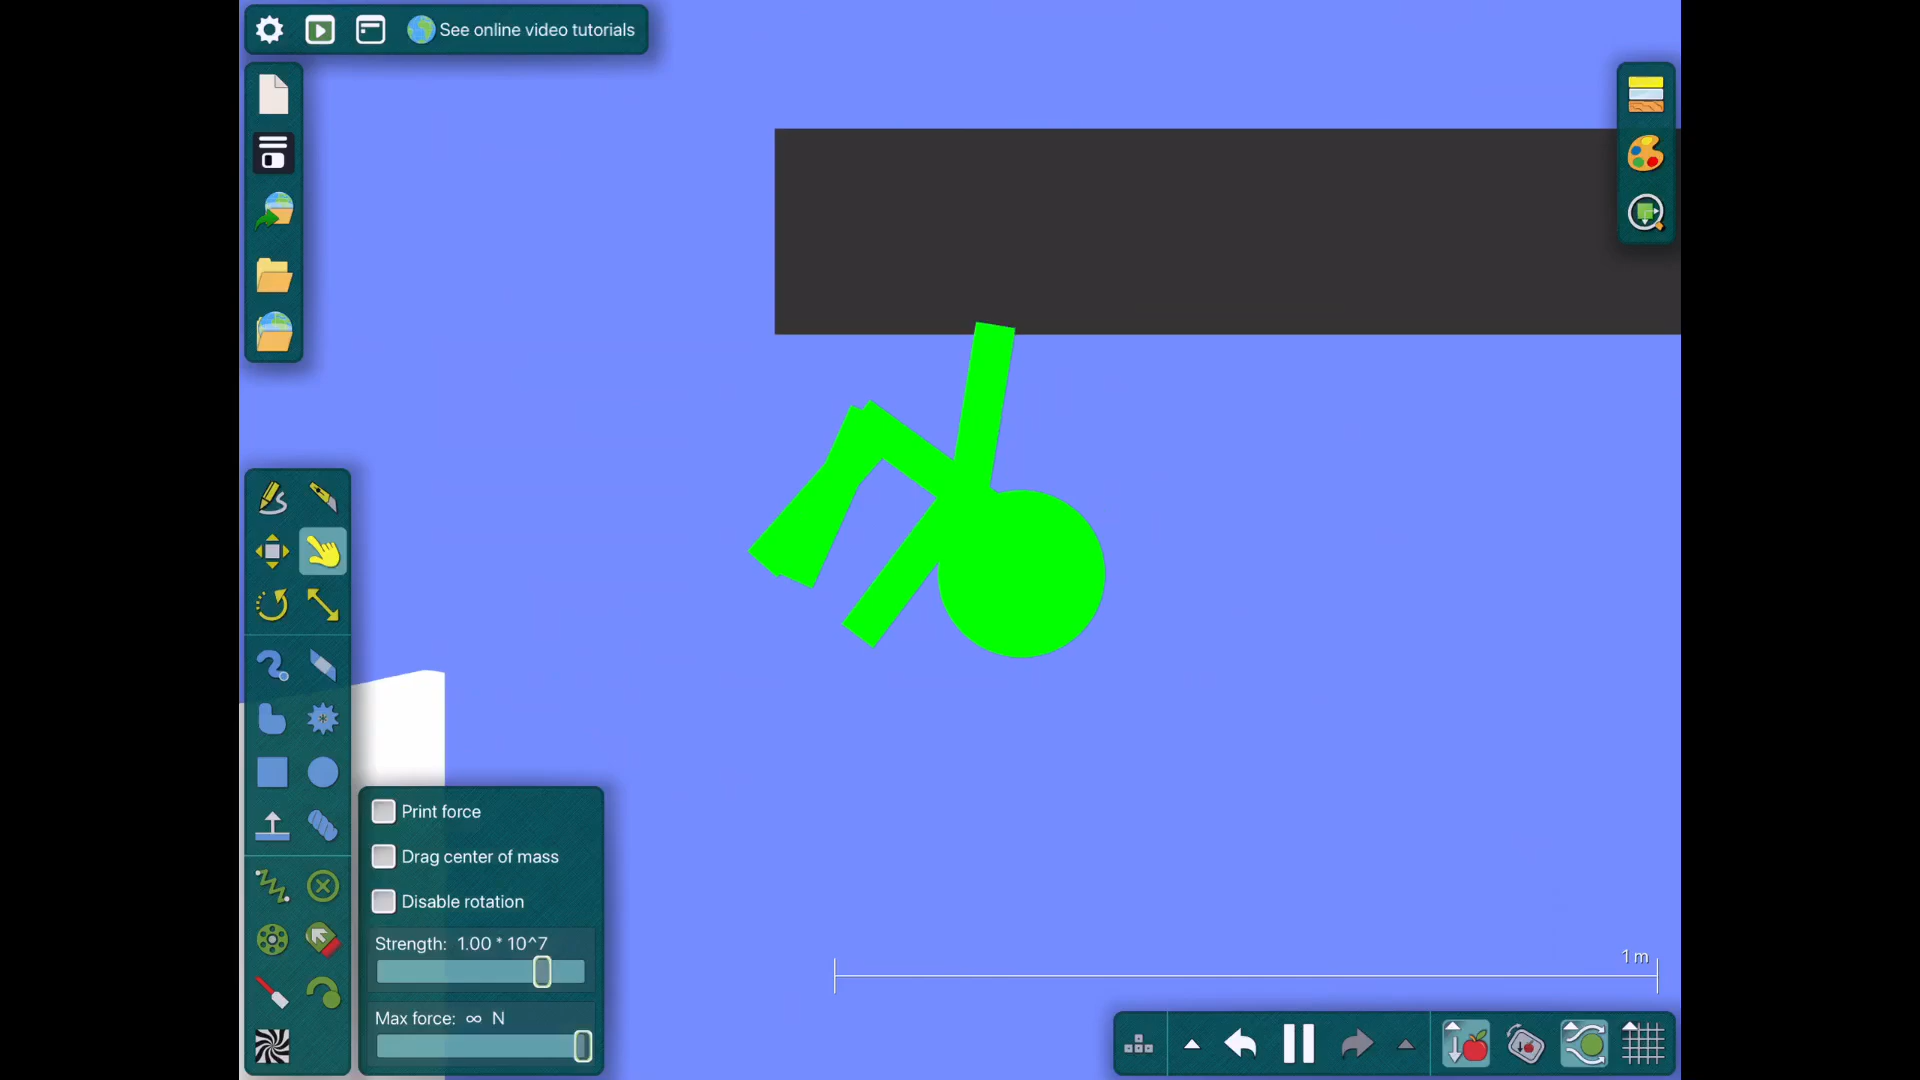 See online video tutorials
Print force
Drag center of mass
Disable rotation
Strength: 1.00 * 10^7
Max force: ∞ N
1 m